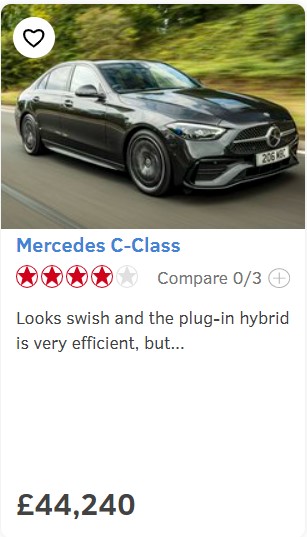 206 MBC
Mercedes C-Class
Compare 0/3
Looks swish and the plug-in hybrid
is very efficient, but...
£44,240